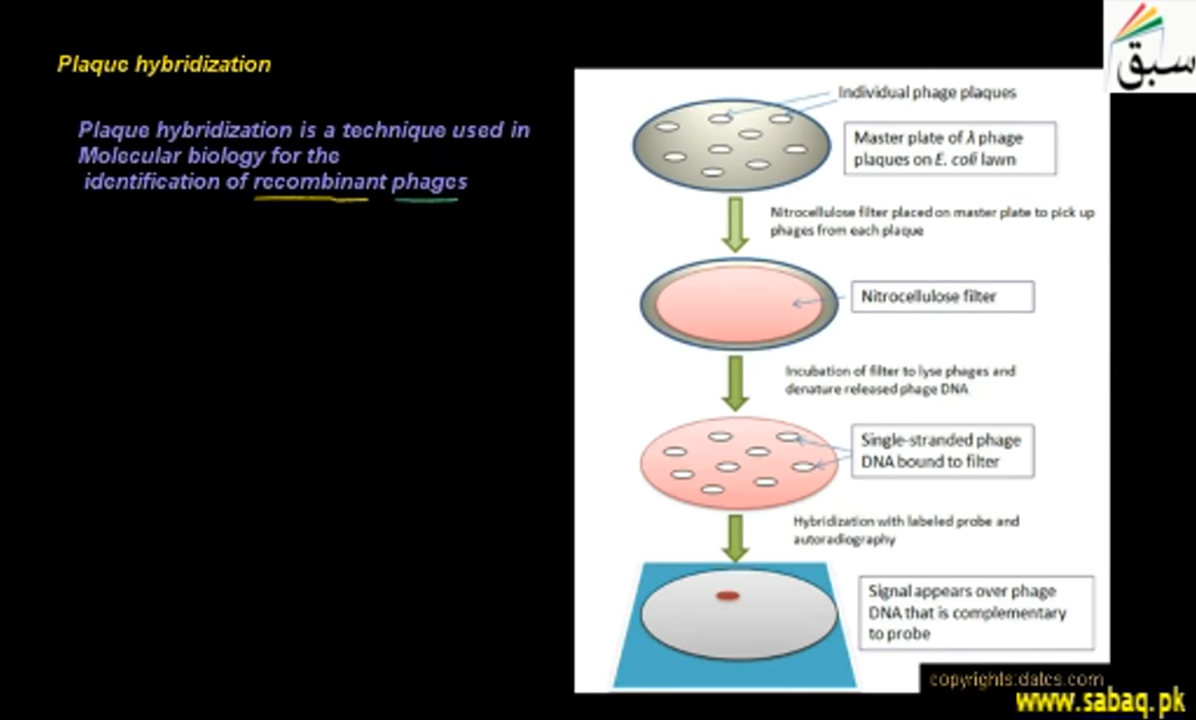 Plaque hybridization
Plaque hybridization is a technique used in
Molecular biology for the
identification of recombinant phages
سبق
Individual phage plaques
Master plate of λ phage
plaques on E. coli lawn
Nitrocellulose filter placed on master plate to pick up
phages from each plaque
Nitrocellulose filter
Incubation of filter to lyse phages and
denature released phage DNA
Single-stranded phage
DNA bound to filter
Hybridization with labeled probe and
autoradiography
Signal appears over phage
DNA that is complementary
to probe
copyrights:datcs.com
www.sabaq.pk